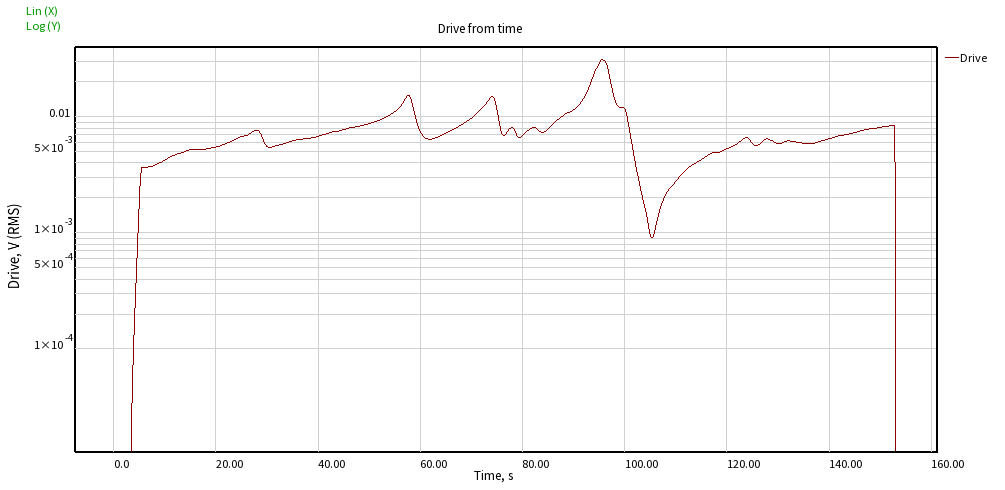 Lin (X)
Log (Y)
Drive from time
Drive
0.01
5×10⁻³
1×10⁻³
5×10⁻⁴
1×10⁻⁴
Drive, V (RMS)
0.0 20.00 40.00 60.00 80.00 100.00 120.00 140.00 160.00
Time, s